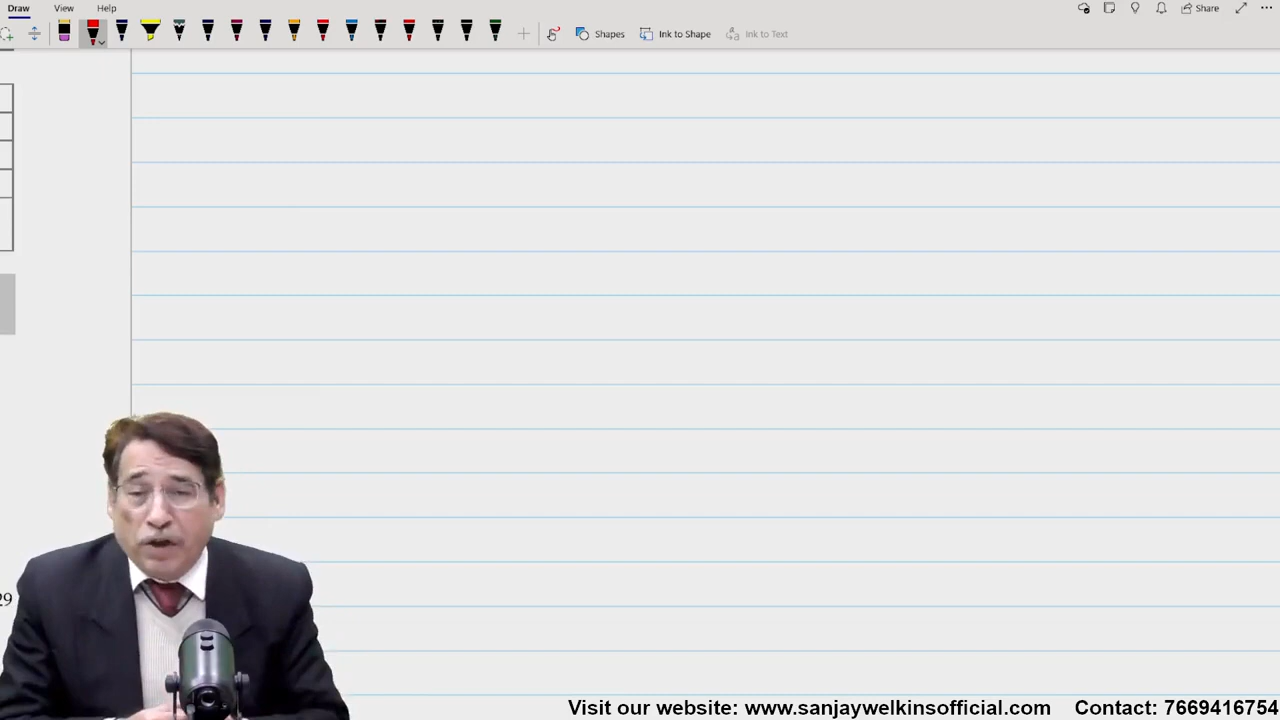 Draw View Help
Share
Shapes Ink to Shape Ink to Text
29
Visit our website: www.sanjaywelkinsofficial.com Contact: 7669416754